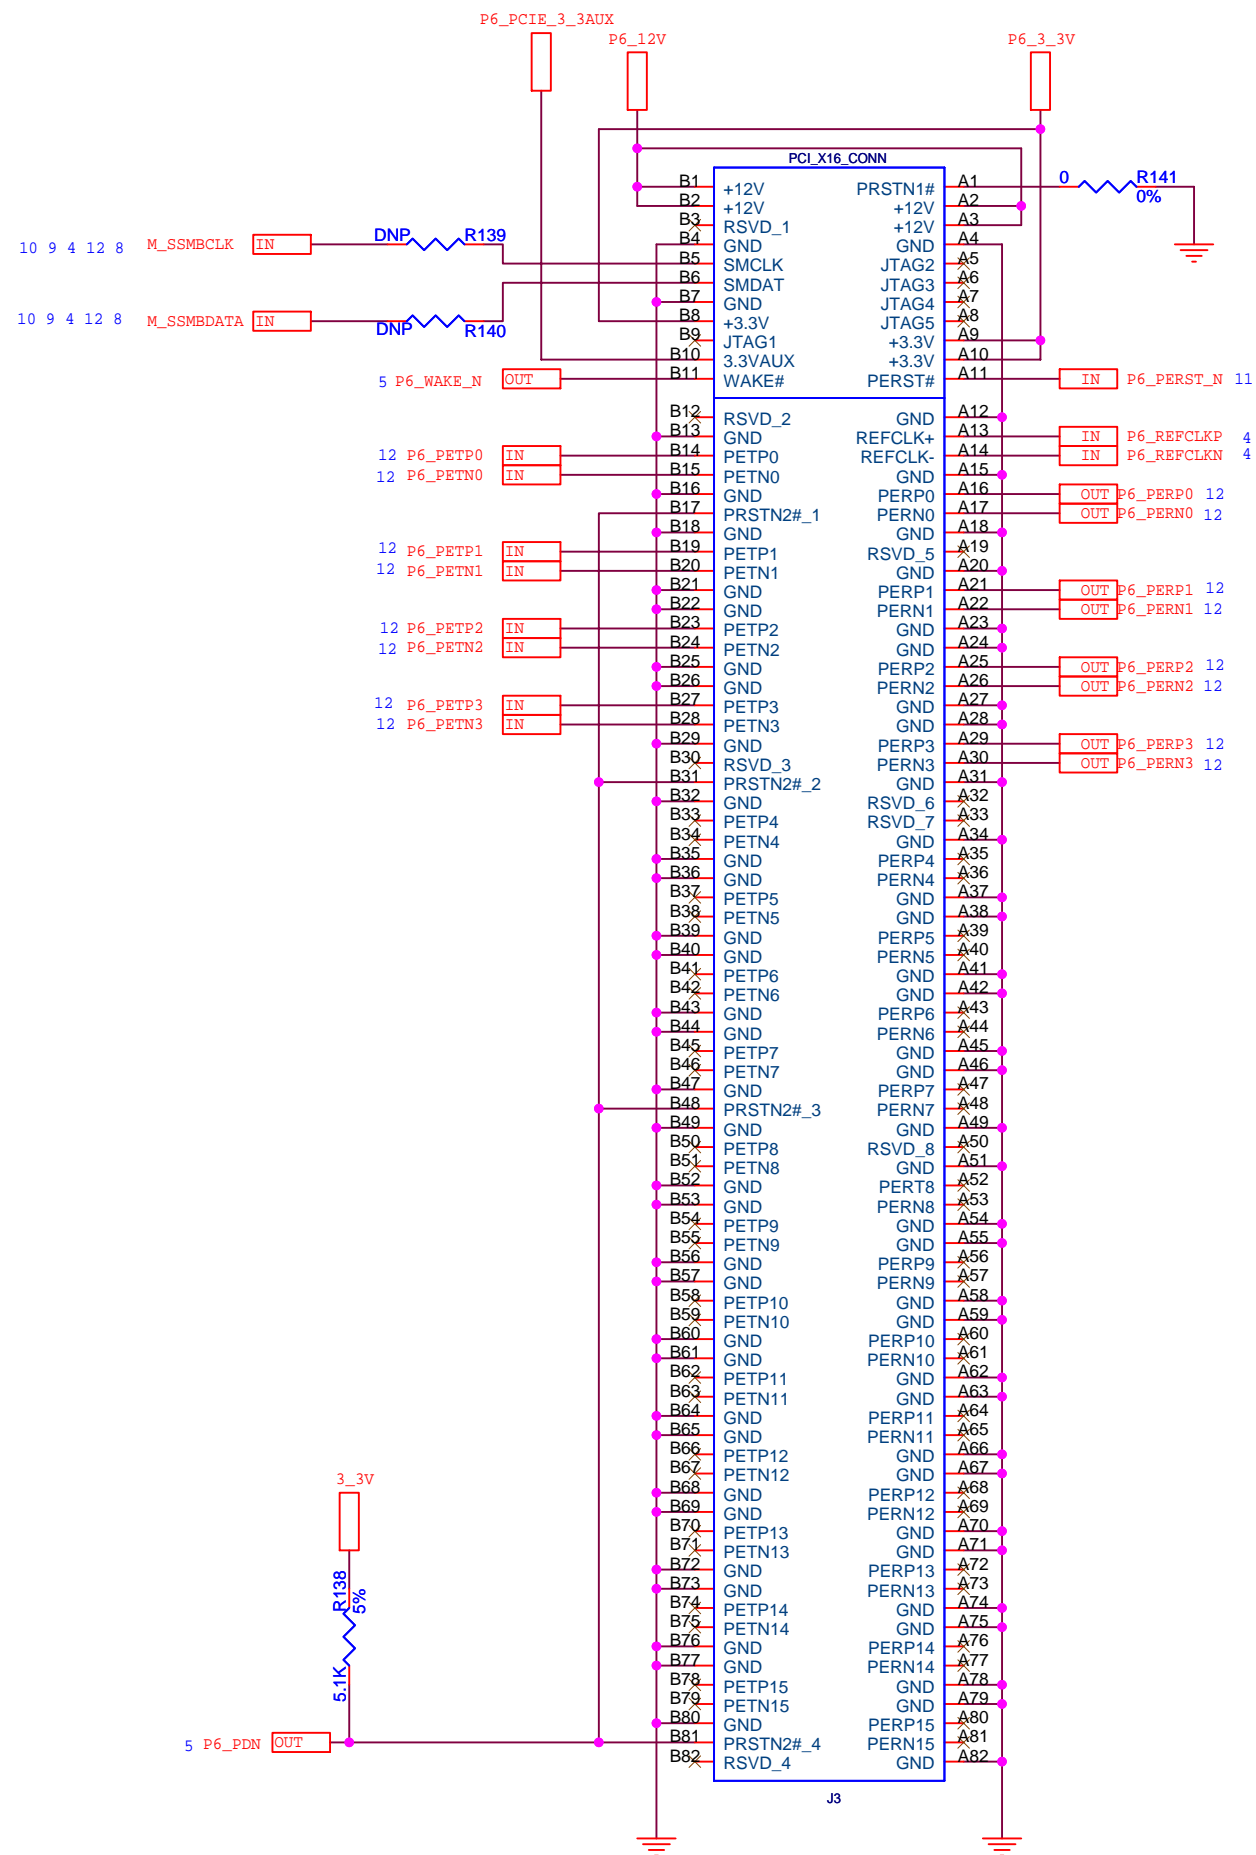 P6_PCIE_3_3AUX
P6_12V
P6_3_3V
PCI_X16_CONN
B1 +12V PRSTN1# A1 0 R141 0%
B2 +12V +12V A2
B3 RSVD_1 +12V A3
10 9 4 12 8 M_SSMBCLK IN DNP R139 B4 GND GND A4
B5 SMCLK JTAG2 A5
B6 SMDAT JTAG3 A6
B7 GND JTAG4 A7
10 9 4 12 8 M_SSMBDATA IN DNP R140 B8 +3.3V JTAG5 A8
B9 JTAG1 +3.3V A9
B10 3.3VAUX +3.3V A10
5 P6_WAKE_N OUT B11 WAKE# PERST# A11 IN P6_PERST_N 11
B12 RSVD_2 GND A12
B13 GND REFCLK+ A13 IN P6_REFCLKP 4
12 P6_PETP0 IN B14 PETP0 REFCLK- A14 IN P6_REFCLKN 4
12 P6_PETN0 IN B15 PETN0 GND A15
B16 GND PERP0 A16 OUT P6_PERP0 12
B17 PRSTN2#_1 PERN0 A17 OUT P6_PERN0 12
B18 GND GND A18
12 P6_PETP1 IN B19 PETP1 RSVD_5 A19
12 P6_PETN1 IN B20 PETN1 GND A20
B21 GND PERP1 A21 OUT P6_PERP1 12
B22 GND PERN1 A22 OUT P6_PERN1 12
12 P6_PETP2 IN B23 PETP2 GND A23
12 P6_PETN2 IN B24 PETN2 GND A24
B25 GND PERP2 A25 OUT P6_PERP2 12
B26 GND PERN2 A26 OUT P6_PERN2 12
12 P6_PETP3 IN B27 PETP3 GND A27
12 P6_PETN3 IN B28 PETN3 GND A28
B29 GND PERP3 A29 OUT P6_PERP3 12
B30 RSVD_3 PERN3 A30 OUT P6_PERN3 12
B31 PRSTN2#_2 GND A31
B32 GND RSVD_6 A32
B33 PETP4 RSVD_7 A33
B34 PETN4 GND A34
B35 GND PERP4 A35
B36 GND PERN4 A36
B37 PETP5 GND A37
B38 PETN5 GND A38
B39 GND PERP5 A39
B40 GND PERN5 A40
B41 PETP6 GND A41
B42 PETN6 GND A42
B43 GND PERP6 A43
B44 GND PERN6 A44
B45 PETP7 GND A45
B46 PETN7 GND A46
B47 GND PERP7 A47
B48 PRSTN2#_3 PERN7 A48
B49 GND GND A49
B50 PETP8 RSVD_8 A50
B51 PETN8 GND A51
B52 GND PERT8 A52
B53 GND PERN8 A53
B54 PETP9 GND A54
B55 PETN9 GND A55
B56 GND PERP9 A56
B57 GND PERN9 A57
B58 PETP10 GND A58
B59 PETN10 GND A59
B60 GND PERP10 A60
B61 GND PERN10 A61
B62 PETP11 GND A62
B63 PETN11 GND A63
B64 GND PERP11 A64
B65 GND PERN11 A65
B66 PETP12 GND A66
B67 PETN12 GND A67
3_3V
B68 GND PERP12 A68
B69 GND PERN12 A69
B70 PETP13 GND A70
B71 PETN13 GND A71
B72 GND PERP13 A72
R138 5% B73 GND PERN13 A73
B74 PETP14 GND A74
B75 PETN14 GND A75
B76 GND PERP14 A76
B77 GND PERN14 A77
5.1K B78 PETP15 GND A78
B79 PETN15 GND A79
B80 GND PERP15 A80
5 P6_PDN OUT B81 PRSTN2#_4 PERN15 A81
B82 RSVD_4 GND A82
J3